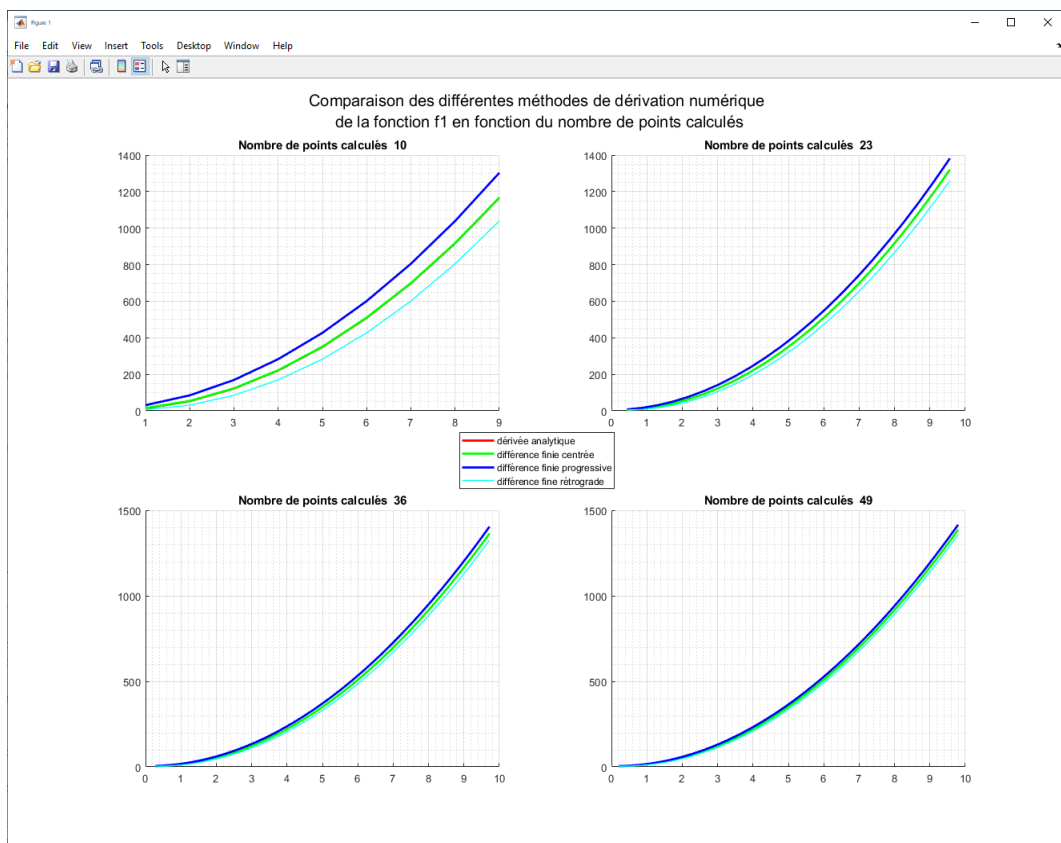 Figure 1
File Edit View Insert Tools Desktop Window Help
Comparaison des différentes méthodes de dérivation numérique
de la fonction f1 en fonction du nombre de points calculés
Nombre de points calculés 10
1400
1200
1000
800
600
400
200
0
1 2 3 4 5 6 7 8 9
Nombre de points calculés 23
1400
1200
1000
800
600
400
200
0
0 1 2 3 4 5 6 7 8 9 10
dérivée analytique
différence finie centrée
différence finie progressive
différence fine rétrograde
Nombre de points calculés 36
1500
1000
500
0
0 1 2 3 4 5 6 7 8 9 10
Nombre de points calculés 49
1500
1000
500
0
0 1 2 3 4 5 6 7 8 9 10